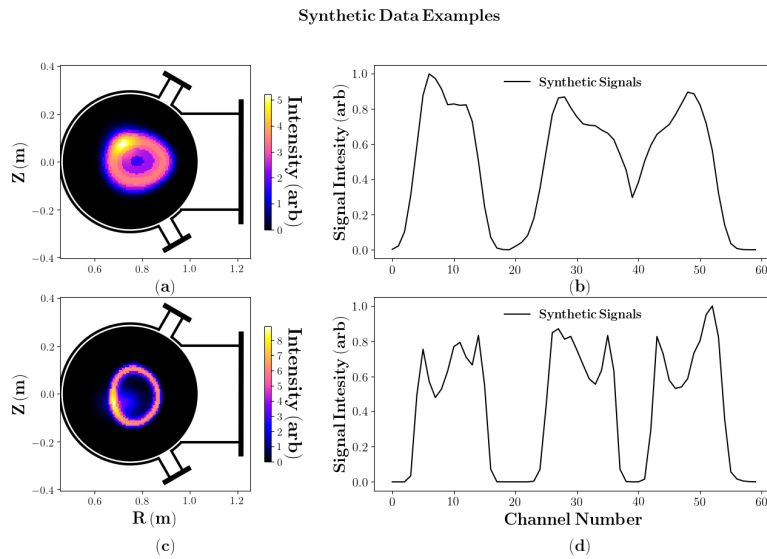 Synthetic Data Examples
0.4
0.2
0.0
−0.2
−0.4
Z (m)
0.6 0.8 1.0 1.2
5
4
3
2
1
0
Intensity (arb)
(a)
1.0
0.8
0.6
0.4
0.2
0.0
Signal Intesity (arb)
Synthetic Signals
0 10 20 30 40 50 60
(b)
0.4
0.2
0.0
−0.2
−0.4
Z (m)
0.6 0.8 1.0 1.2
R (m)
8
7
6
5
4
3
2
1
0
Intensity (arb)
(c)
1.0
0.8
0.6
0.4
0.2
0.0
Signal Intesity (arb)
Synthetic Signals
0 10 20 30 40 50 60
Channel Number
(d)